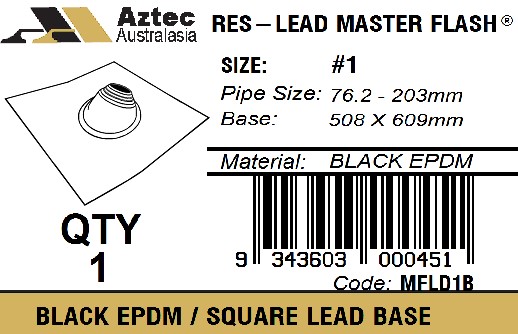 Aztec
Australasia
RES – LEAD MASTER FLASH ®
SIZE: #1
Pipe Size: 76.2 - 203mm
Base: 508 X 609mm
Material: BLACK EPDM
QTY
1
9 343603 000451
Code: MFLD1B
BLACK EPDM / SQUARE LEAD BASE